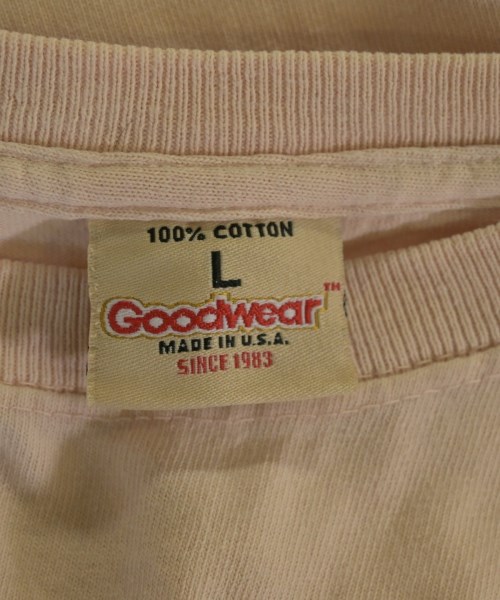 100% COTTON
L
Goodwear™
MADE IN U.S.A.
SINCE 1983